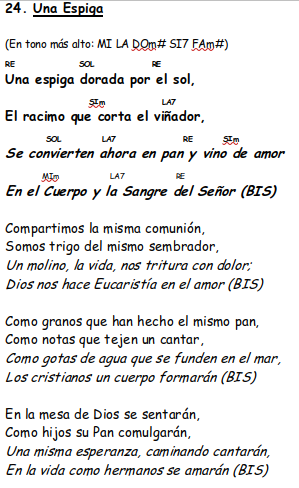 24. Una Espiga
(En tono más alto: MI LA DOm# SI7 FAm#)
RE SOL RE
Una espiga dorada por el sol,
SIm LA7
El racimo que corta el viñador,
SOL LA7 RE SIm
Se convierten ahora en pan y vino de amor
MIm LA7 RE
En el Cuerpo y la Sangre del Señor (BIS)
Compartimos la misma comunión,
Somos trigo del mismo sembrador,
Un molino, la vida, nos tritura con dolor;
Dios nos hace Eucaristía en el amor (BIS)
Como granos que han hecho el mismo pan,
Como notas que tejen un cantar,
Como gotas de agua que se funden en el mar,
Los cristianos un cuerpo formarán (BIS)
En la mesa de Dios se sentarán,
Como hijos su Pan comulgarán,
Una misma esperanza, caminando cantarán,
En la vida como hermanos se amarán (BIS)